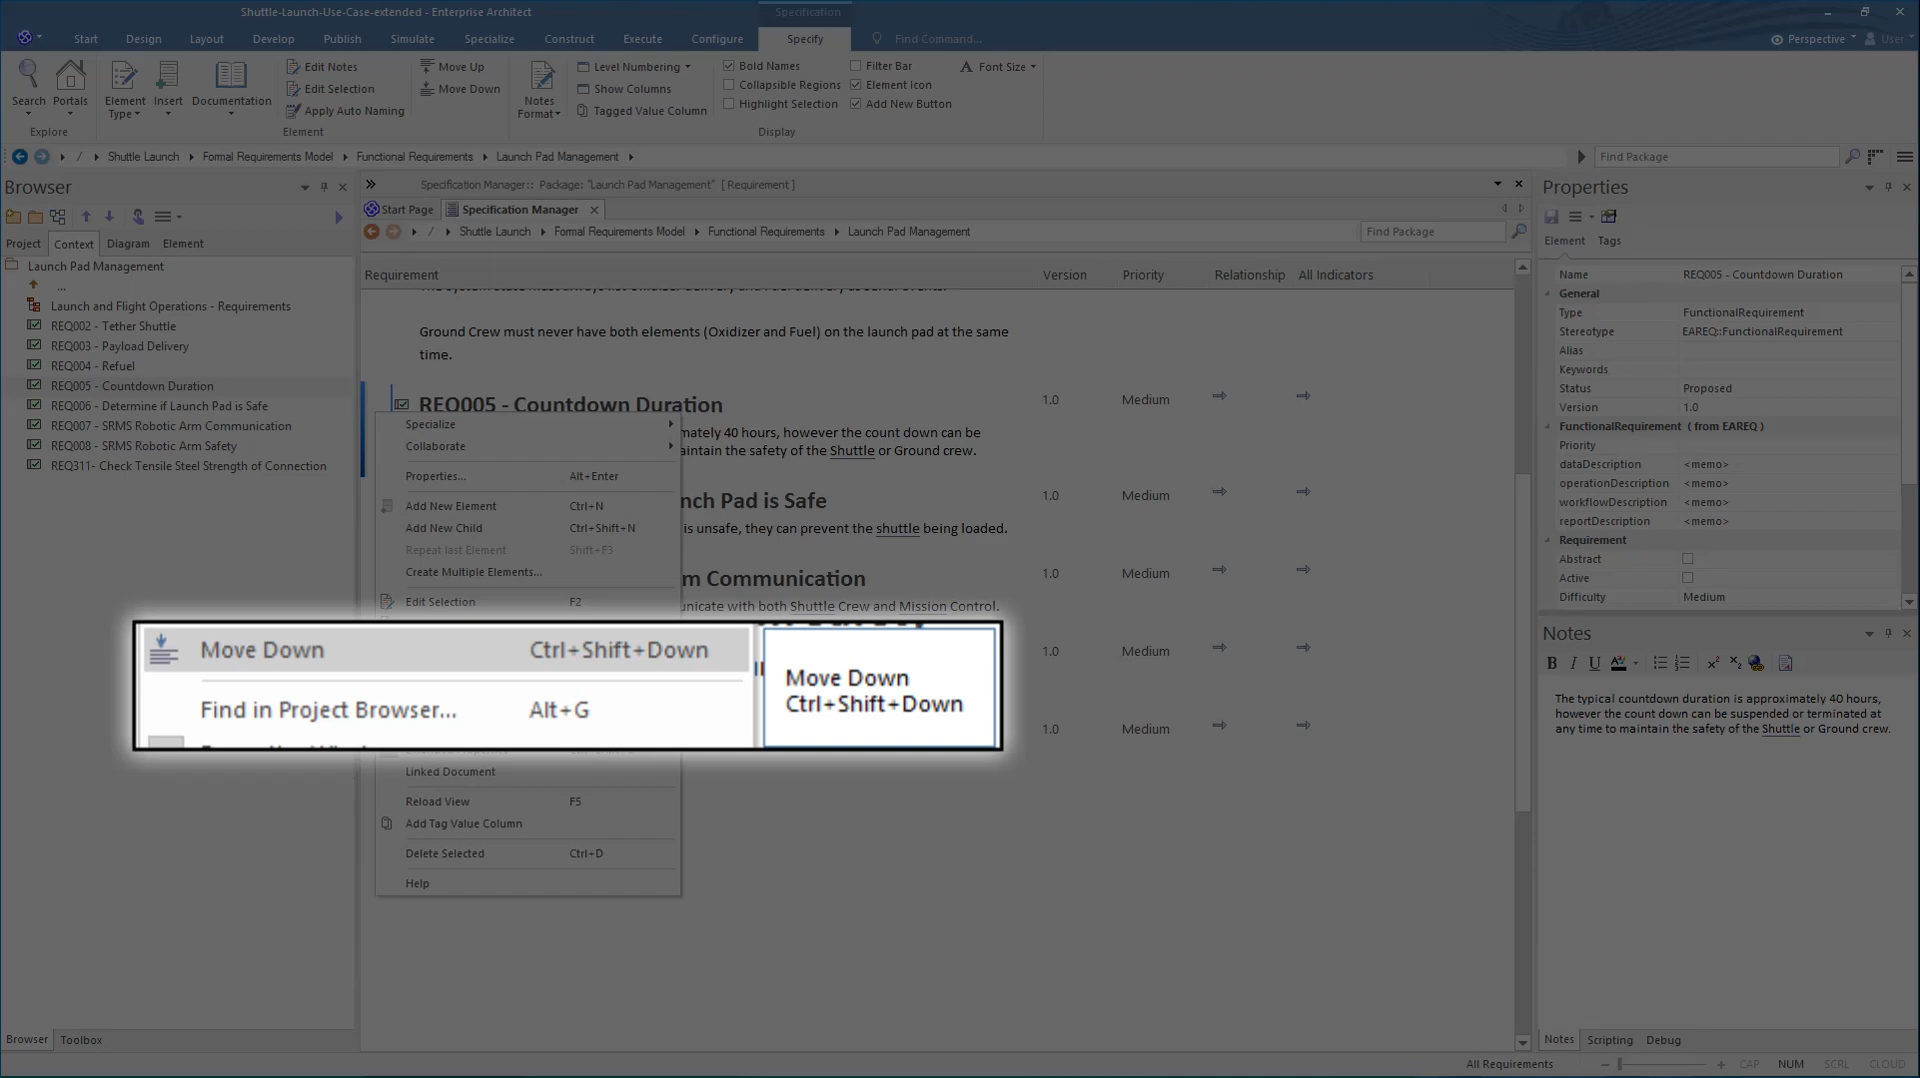 Shuttle-Launch-Use-Case-extended - Enterprise Architect
Specification
Start Design Layout Develop Publish Simulate Specialize Construct Execute Configure Specify Find Command...
Perspective User
Search Portals
Explore
Element Type Insert Documentation
Edit Notes
Edit Selection
Apply Auto Naming
Move Up
Move Down
Element
Notes Format
Level Numbering
Show Columns
Tagged Value Column
Bold Names
Collapsible Regions
Highlight Selection
Filter Bar
Element Icon
Add New Button
Font Size
Display
/ Shuttle Launch Formal Requirements Model Functional Requirements Launch Pad Management
Find Package
Browser
Project Context Diagram Element
Launch Pad Management
...
Launch and Flight Operations - Requirements
REQ002 - Tether Shuttle
REQ003 - Payload Delivery
REQ004 - Refuel
REQ005 - Countdown Duration
REQ006 - Determine if Launch Pad is Safe
REQ007 - SRMS Robotic Arm Communication
REQ008 - SRMS Robotic Arm Safety
REQ311- Check Tensile Steel Strength of Connection
Browser Toolbox
Specification Manager:: Package: "Launch Pad Management" [ Requirement ]
Start Page Specification Manager
/ Shuttle Launch Formal Requirements Model Functional Requirements Launch Pad Management
Find Package
Requirement Version Priority Relationship All Indicators
Ground Crew must never have both elements (Oxidizer and Fuel) on the launch pad at the same
time.
REQ005 - Countdown Duration 1.0 Medium
mately 40 hours, however the count down can be
aintain the safety of the Shuttle or Ground crew.
nch Pad is Safe 1.0 Medium
is unsafe, they can prevent the shuttle being loaded.
m Communication 1.0 Medium
unicate with both Shuttle Crew and Mission Control.
1.0 Medium
1.0 Medium
Specialize
Collaborate
Properties... Alt+Enter
Add New Element Ctrl+N
Add New Child Ctrl+Shift+N
Repeat last Element Shift+F3
Create Multiple Elements...
Edit Selection F2
Move Down Ctrl+Shift+Down
Find in Project Browser... Alt+G
Move Down
Ctrl+Shift+Down
Linked Document
Reload View F5
Add Tag Value Column
Delete Selected Ctrl+D
Help
Properties
Element Tags
Name REQ005 - Countdown Duration
General
Type FunctionalRequirement
Stereotype EAREQ::FunctionalRequirement
Alias
Keywords
Status Proposed
Version 1.0
FunctionalRequirement ( from EAREQ )
Priority
dataDescription <memo>
operationDescription <memo>
workflowDescription <memo>
reportDescription <memo>
Requirement
Abstract
Active
Difficulty Medium
Notes
B I U A
The typical countdown duration is approximately 40 hours,
however the count down can be suspended or terminated at
any time to maintain the safety of the Shuttle or Ground crew.
Notes Scripting Debug
All Requirements CAP NUM SCRL CLOUD